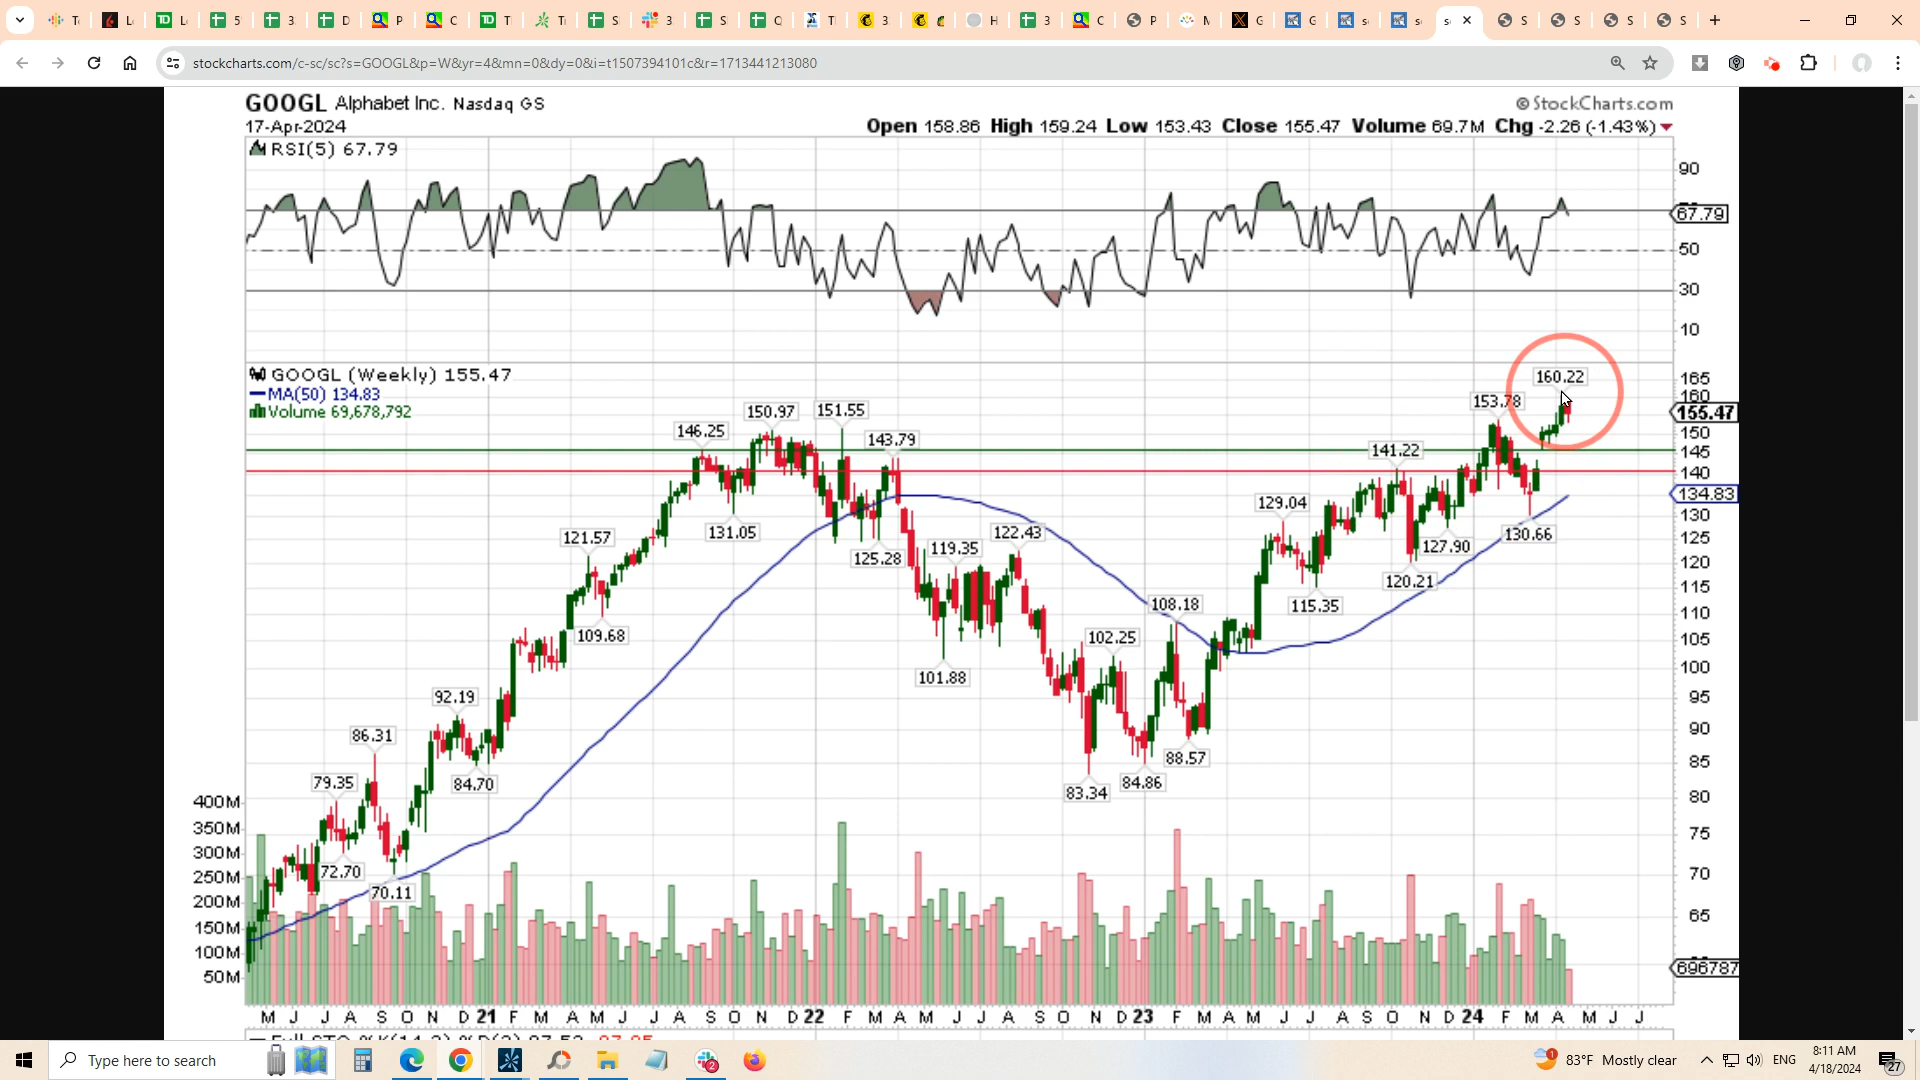 stockcharts.com/c-sc/sc?s=GOOGL&p=W&yr=4&mn=0&dy=0&i=t1507394101c&r=1713441213080
GOOGL Alphabet Inc. Nasdaq GS
© StockCharts.com
17-Apr-2024
Open 158.86 High 159.24 Low 153.43 Close 155.47 Volume 69.7M Chg -2.26 (-1.43%)
RSI(5) 67.79
90
67.79
50
30
10
GOOGL (Weekly) 155.47
MA(50) 134.83
Volume 69,678,792
160.22
153.78
150.97
151.55
146.25
143.79
141.22
129.04
131.05
125.28
121.57
119.35
122.43
127.90
130.66
120.21
115.35
109.68
108.18
102.25
101.88
92.19
86.31
84.70
79.35
83.34
84.86
88.57
72.70
70.11
165
160
155.47
150
145
140
134.83
130
125
120
115
110
105
100
95
90
85
80
75
70
65
696787
400M
350M
300M
250M
200M
150M
100M
50M
M J J A S O N D 21 F M A M J J A S O N D 22 F M A M J J A S O N D 23 F M A M J J A S O N D 24 F M A M J J
Type here to search
83°F Mostly clear
ENG
8:11 AM
4/18/2024
27